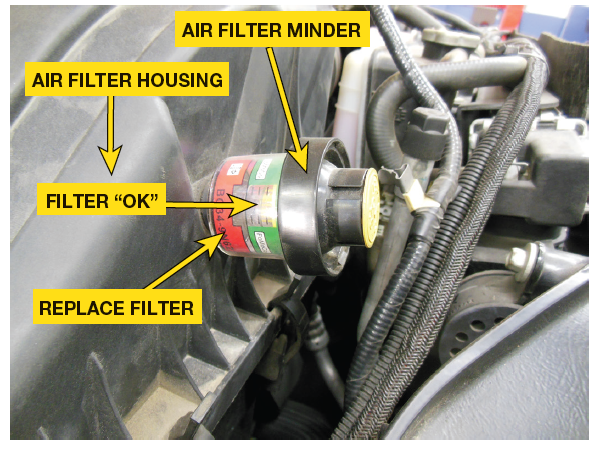 AIR FILTER MINDER
AIR FILTER HOUSING
FILTER “OK”
REPLACE FILTER